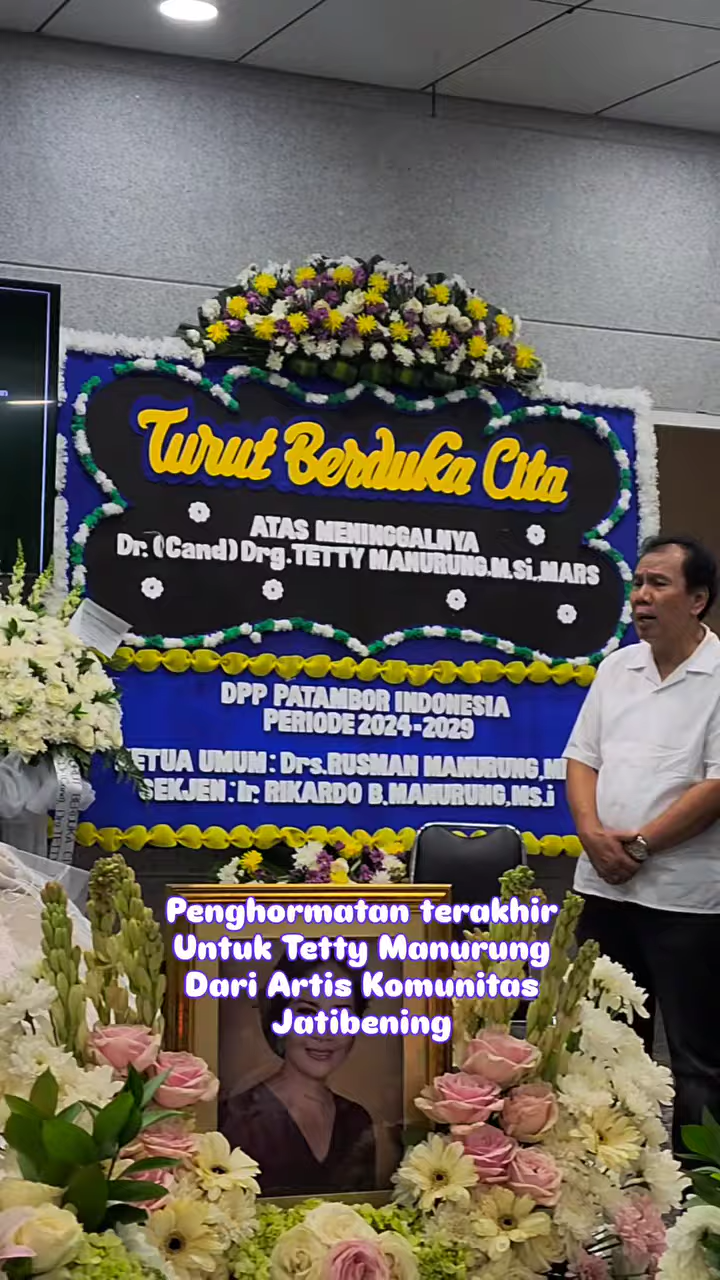 Turut Berduka Cita
ATAS MENINGGALNYA
Dr. (Cand) Drg. TETTY MANURUNG.M.Si.,MARS
DPP PATAMBOR INDONESIA
PERIODE 2024-2029
ETUA UMUM : Drs. RUSMAN MANURUNG,M
SEKJEN : Ir. RIKARDO B.MANURUNG,Ms.i
Penghormatan terakhir
Untuk Tetty Manurung
Dari Artis Komunitas
Jatibening